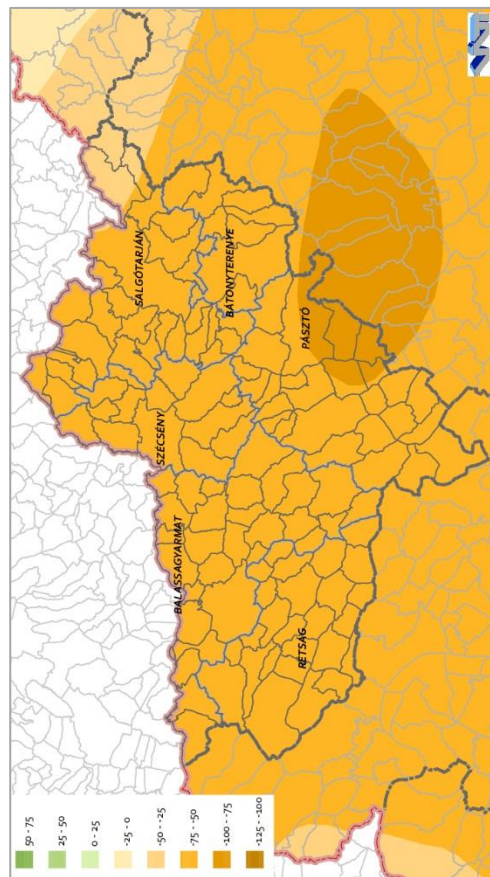 50 - 75
25 - 50
0 - 25
-25 - 0
-50 - -25
-75 - -50
-100 - -75
-125 - -100
BALASSAGYARMAT
SZÉCSÉNY
SALGÓTARJÁN
BÁTONYTERENYE
PÁSZTÓ
RÉTSÁG